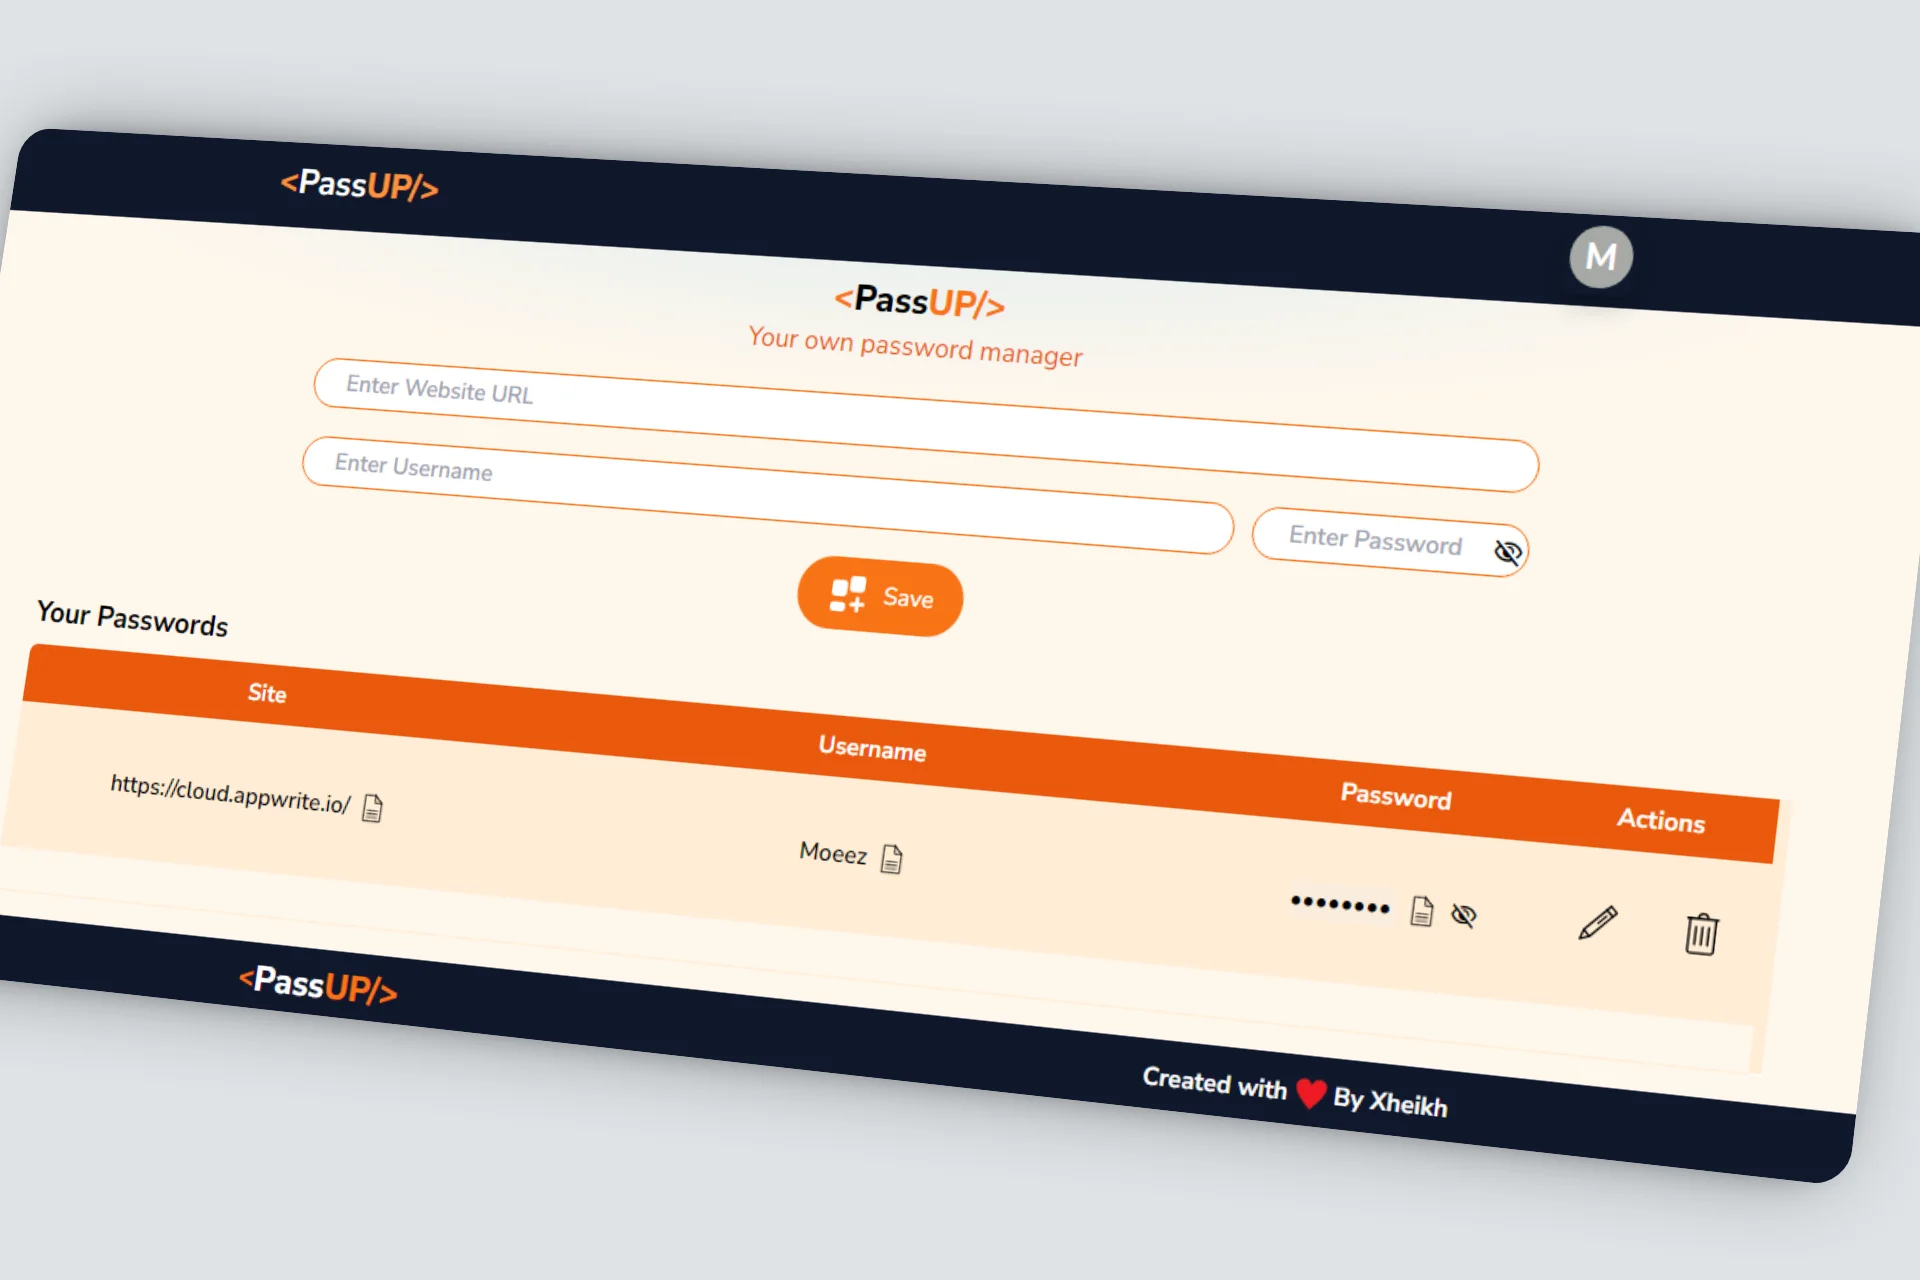 <PassUP/>
M
<PassUP/>
Your own password manager
Enter Website URL
Enter Username
Enter Password
Save
Your Passwords
Site Username Password Actions
https://cloud.appwrite.io/ Moeez ••••••••
<PassUP/>
Created with ❤ By Xheikh